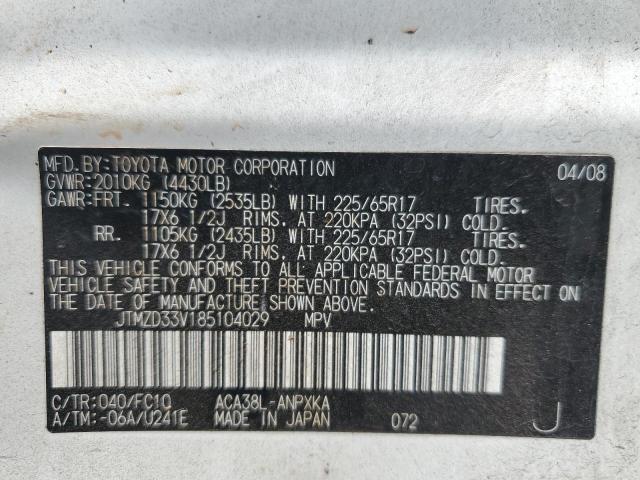 MFD.BY:TOYOTA MOTOR CORPORATION 04/08
GVWR:2010KG (4430LB)
GAWR:FRT. 1150KG (2535LB) WITH 225/65R17 TIRES.
17X6 1/2J RIMS, AT 220KPA (32PSI) COLD.
RR. 1105KG (2435LB) WITH 225/65R17 TIRES.
17X6 1/2J RIMS, AT 220KPA (32PSI) COLD.
THIS VEHICLE CONFORMS TO ALL APPLICABLE FEDERAL MOTOR
VEHICLE SAFETY AND THEFT PREVENTION STANDARDS IN EFFECT ON
THE DATE OF MANUFACTURE SHOWN ABOVE.
JTMZD33V185104029 MPV
C/TR:040/FC10 ACA38L-ANPXKA
A/TM:-06A/U241E MADE IN JAPAN 072 J